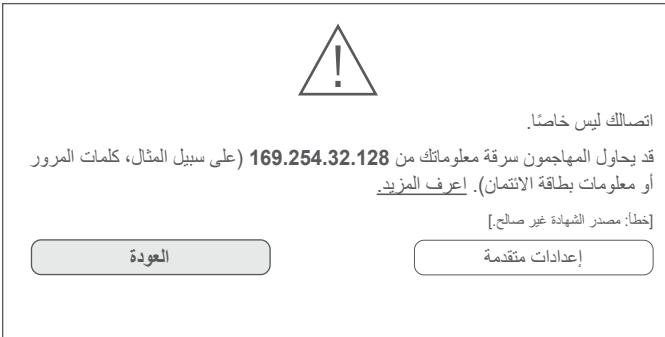 اتصالك ليس خاصًا.
قد يحاول المهاجمون سرقة معلوماتك من 169.254.32.128 (على سبيل المثال، كلمات المرور
أو معلومات بطاقة الائتمان). اعرف المزيد.
[خطأ: مصدر الشهادة غير صالح.]
إعدادات متقدمة
العودة